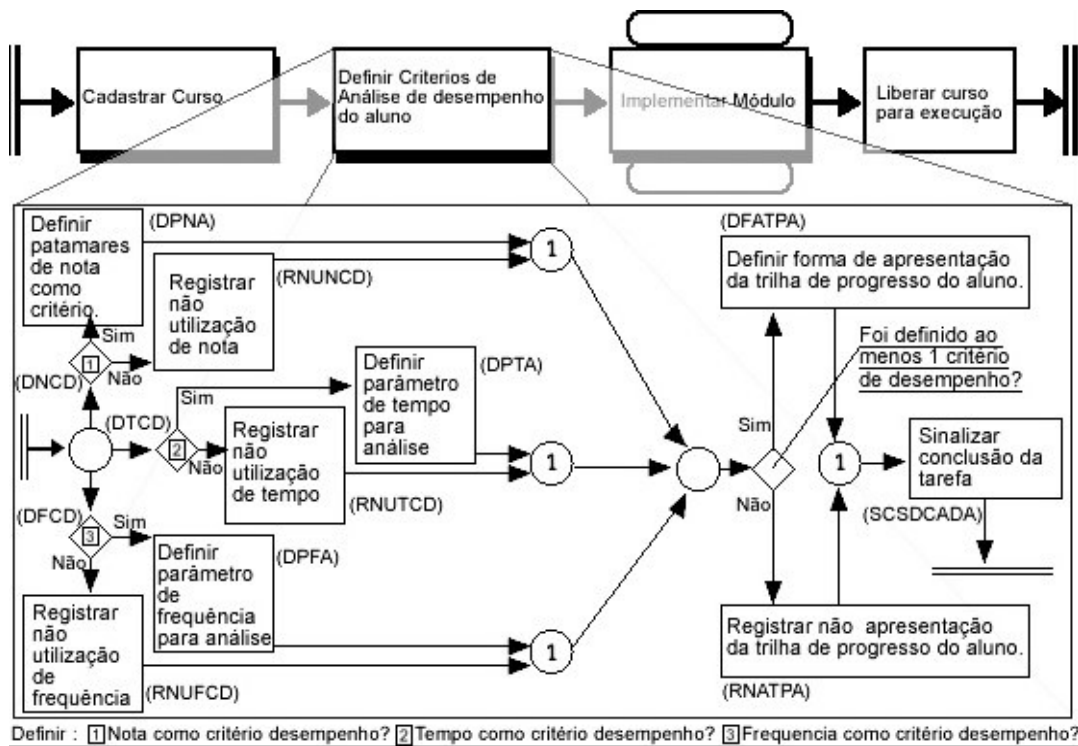 Cadastrar Curso
Definir Criterios de
Análise de desempenho
do aluno
Implementar Módulo
Liberar curso
para execução
Definir
patamares
de nota
como
critério.
(DPNA)
Registrar
não
utilização
de nota
(RNUNCD)
1
Sim
1
Não
(DNCD)
(DTCD)
Sim
2
Não
Definir
parâmetro
de tempo
para
análise
(DPTA)
Registrar
não
utilização
de tempo
(RNUTCD)
1
(DFCD)
Sim
3
Não
Definir
parâmetro
de
frequência
para análise
(DPFA)
Registrar
não
utilização
de
frequência
(RNUFCD)
1
(DFATPA)
Definir forma de apresentação
da trilha de progresso do aluno.
Foi definido ao
menos 1 critério
de desempenho?
Sim
Não
1
Sinalizar
conclusão da
tarefa
(SCSDCADA)
Registrar não apresentação
da trilha de progresso do aluno.
(RNATPA)
Definir : 1 Nota como critério desempenho? 2 Tempo como critério desempenho? 3 Frequencia como critério desempenho?